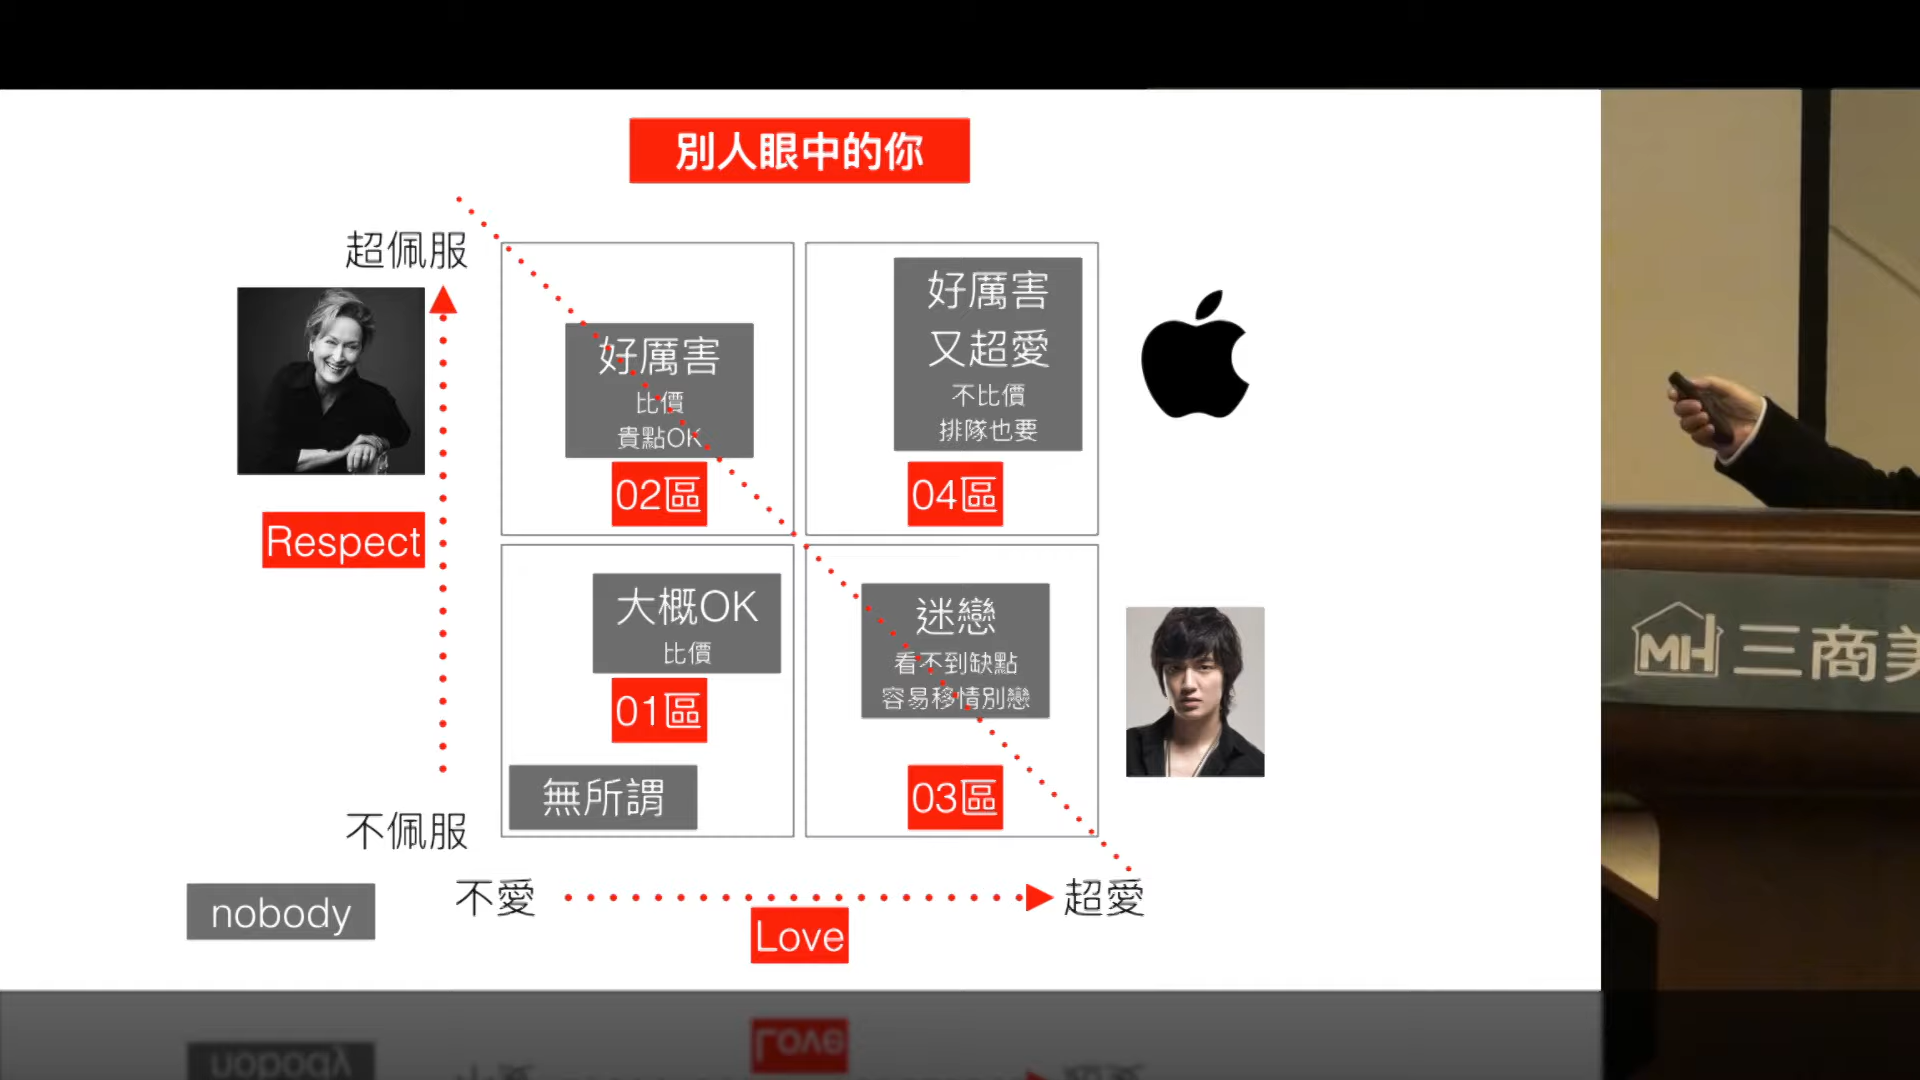 別人眼中的你
超佩服
好厲害
比價
貴點OK
02區
好厲害
又超愛
不比價
排隊也要
04區
Respect
大概OK
比價
01區
無所謂
迷戀
看不到缺點
容易移情別戀
03區
不佩服
不愛
超愛
Love
nobody
MH 三商美